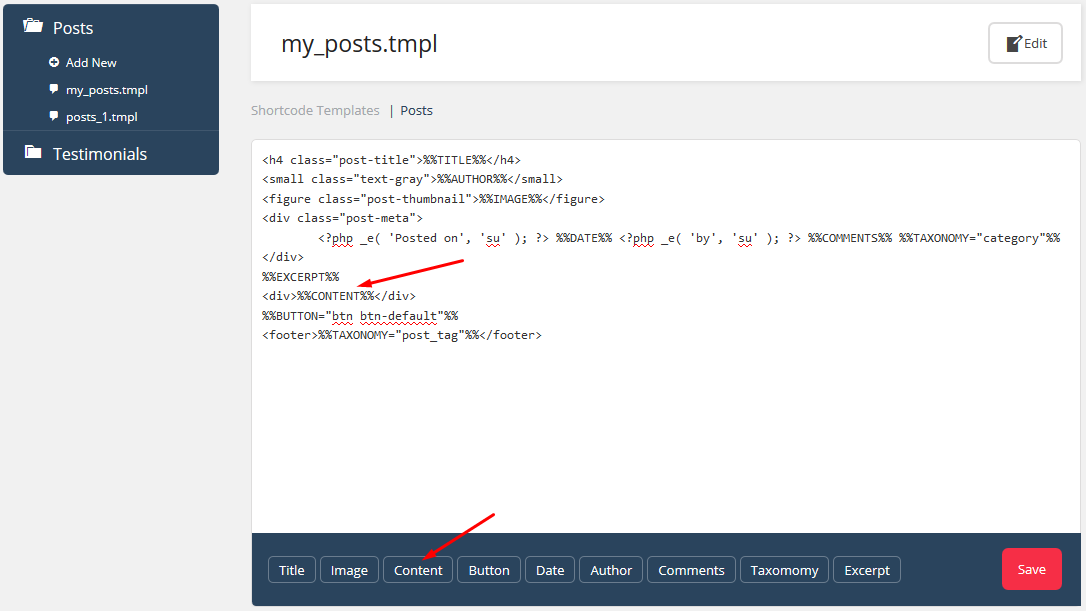 Posts
Add New
my_posts.tmpl
posts_1.tmpl
Testimonials
my_posts.tmpl
Edit
Shortcode Templates | Posts
<h4 class="post-title">%%TITLE%%</h4>
<small class="text-gray">%%AUTHOR%%</small>
<figure class="post-thumbnail">%%IMAGE%%</figure>
<div class="post-meta">
<?php _e( 'Posted on', 'su' ); ?> %%DATE%% <?php _e( 'by', 'su' ); ?> %%COMMENTS%% %%TAXONOMY="category"%%
</div>
%%EXCERPT%%
<div>%%CONTENT%%</div>
%%BUTTON="btn btn-default"%%
<footer>%%TAXONOMY="post_tag"%%</footer>
Title Image Content Button Date Author Comments Taxomomy Excerpt Save